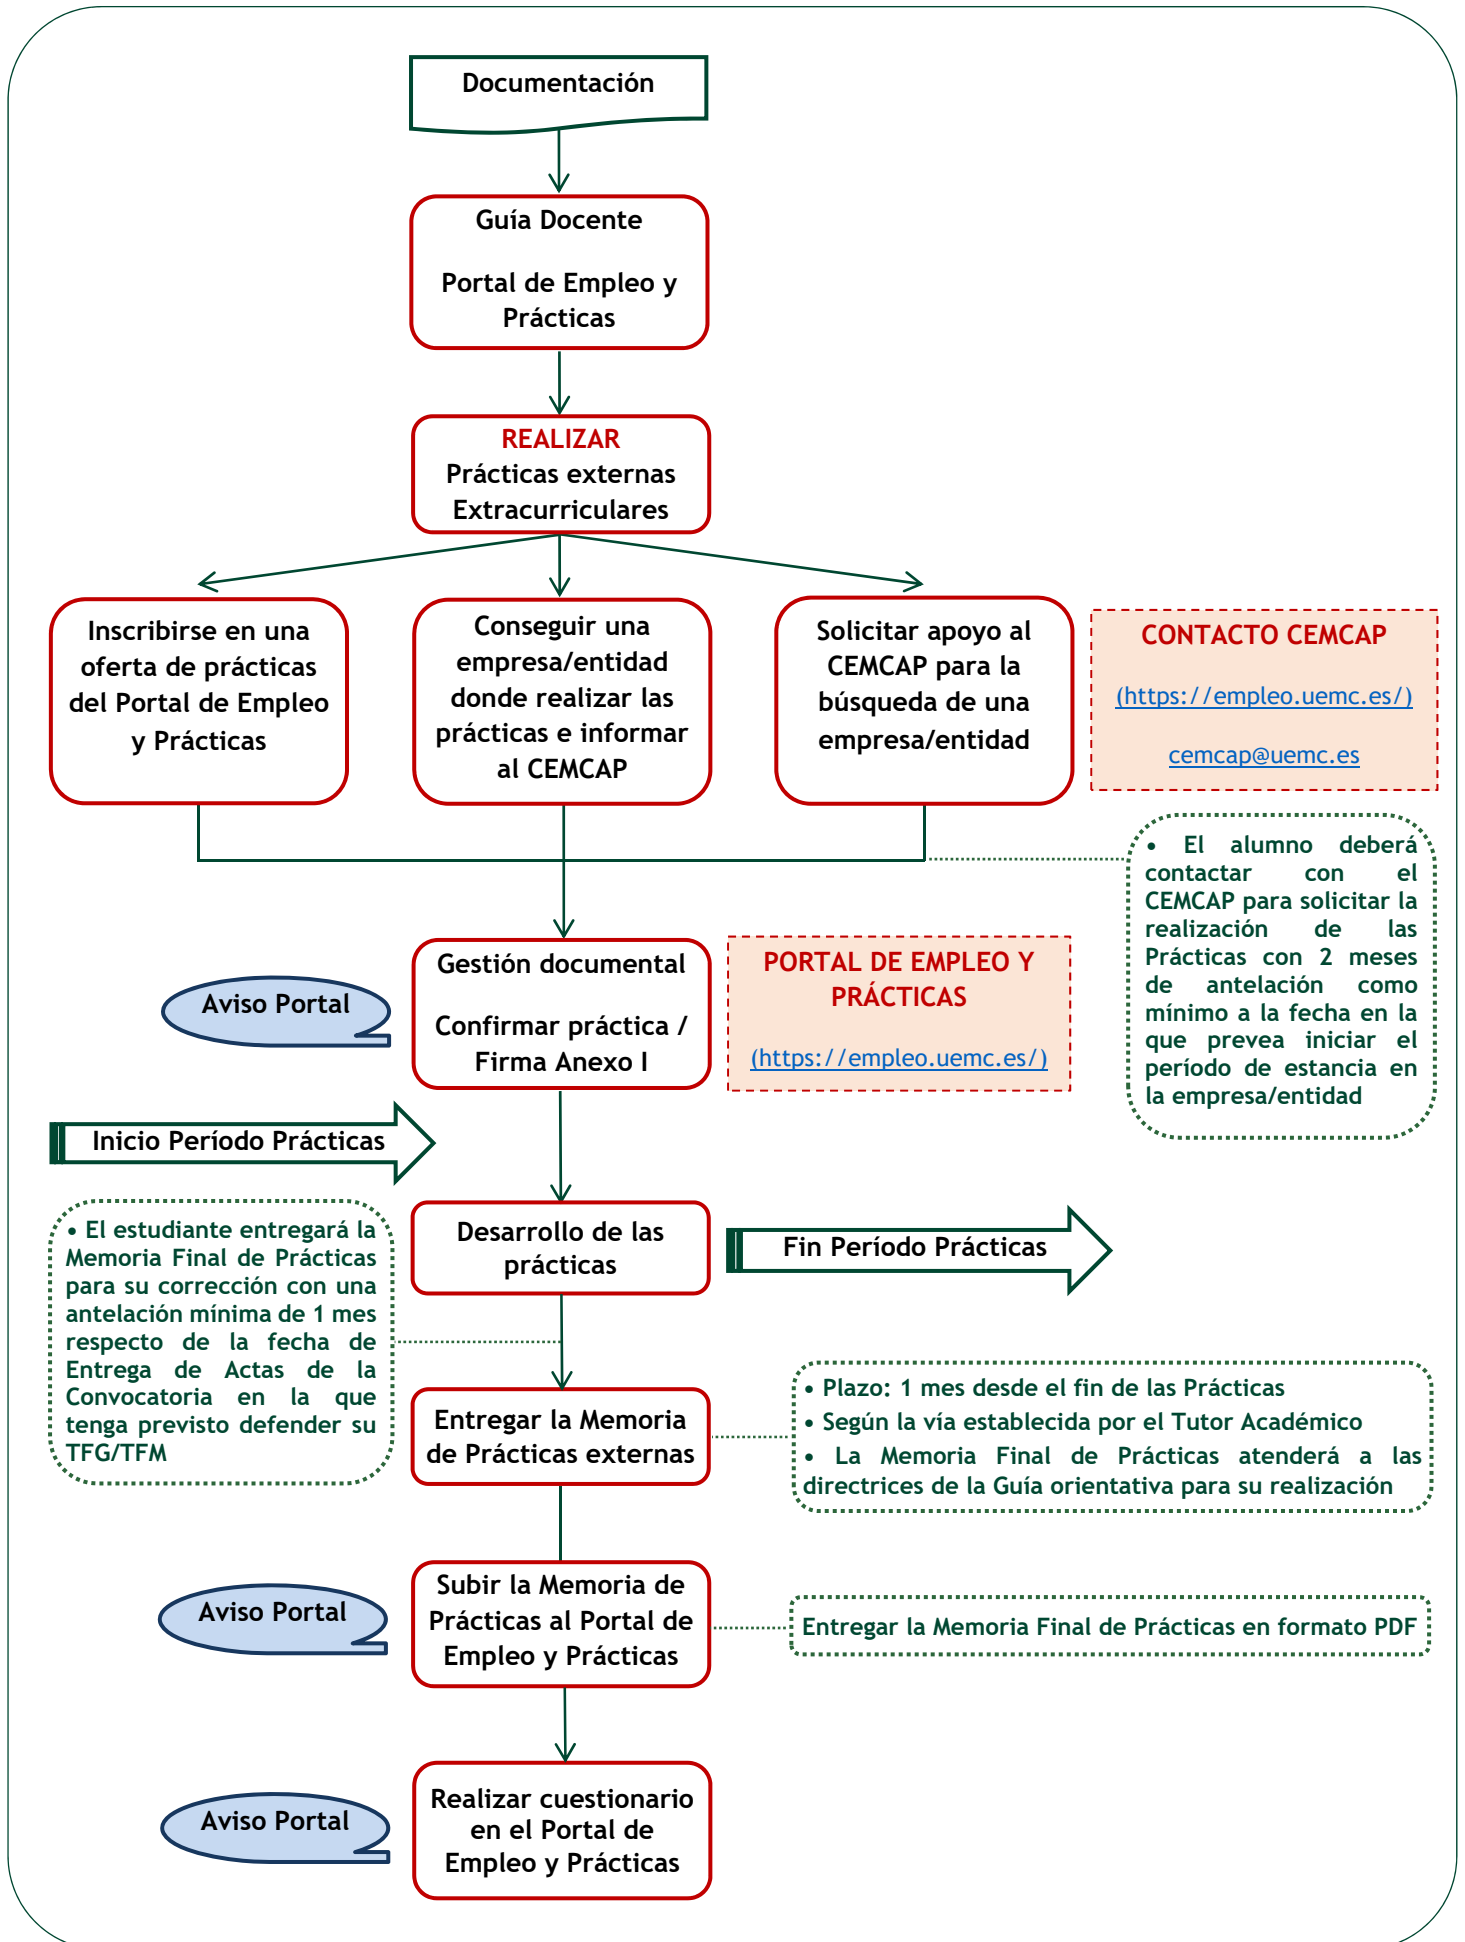 Documentación
Guía Docente
Portal de Empleo y
Prácticas
REALIZAR
Prácticas externas
Extracurriculares
Inscribirse en una
oferta de prácticas
del Portal de Empleo
y Prácticas
Conseguir una
empresa/entidad
donde realizar las
prácticas e informar
al CEMCAP
Solicitar apoyo al
CEMCAP para la
búsqueda de una
empresa/entidad
CONTACTO CEMCAP
(https://empleo.uemc.es/)
cemcap@uemc.es
• El alumno deberá
contactar con el
CEMCAP para solicitar la
realización de las
Prácticas con 2 meses
de antelación como
mínimo a la fecha en la
que prevea iniciar el
período de estancia en
la empresa/entidad
Aviso Portal
Gestión documental
Confirmar práctica /
Firma Anexo I
PORTAL DE EMPLEO Y
PRÁCTICAS
(https://empleo.uemc.es/)
Inicio Período Prácticas
• El estudiante entregará la
Memoria Final de Prácticas
para su corrección con una
antelación mínima de 1 mes
respecto de la fecha de
Entrega de Actas de la
Convocatoria en la que
tenga previsto defender su
TFG/TFM
Desarrollo de las
prácticas
Fin Período Prácticas
Entregar la Memoria
de Prácticas externas
• Plazo: 1 mes desde el fin de las Prácticas
• Según la vía establecida por el Tutor Académico
• La Memoria Final de Prácticas atenderá a las
directrices de la Guía orientativa para su realización
Aviso Portal
Subir la Memoria de
Prácticas al Portal de
Empleo y Prácticas
Entregar la Memoria Final de Prácticas en formato PDF
Aviso Portal
Realizar cuestionario
en el Portal de
Empleo y Prácticas